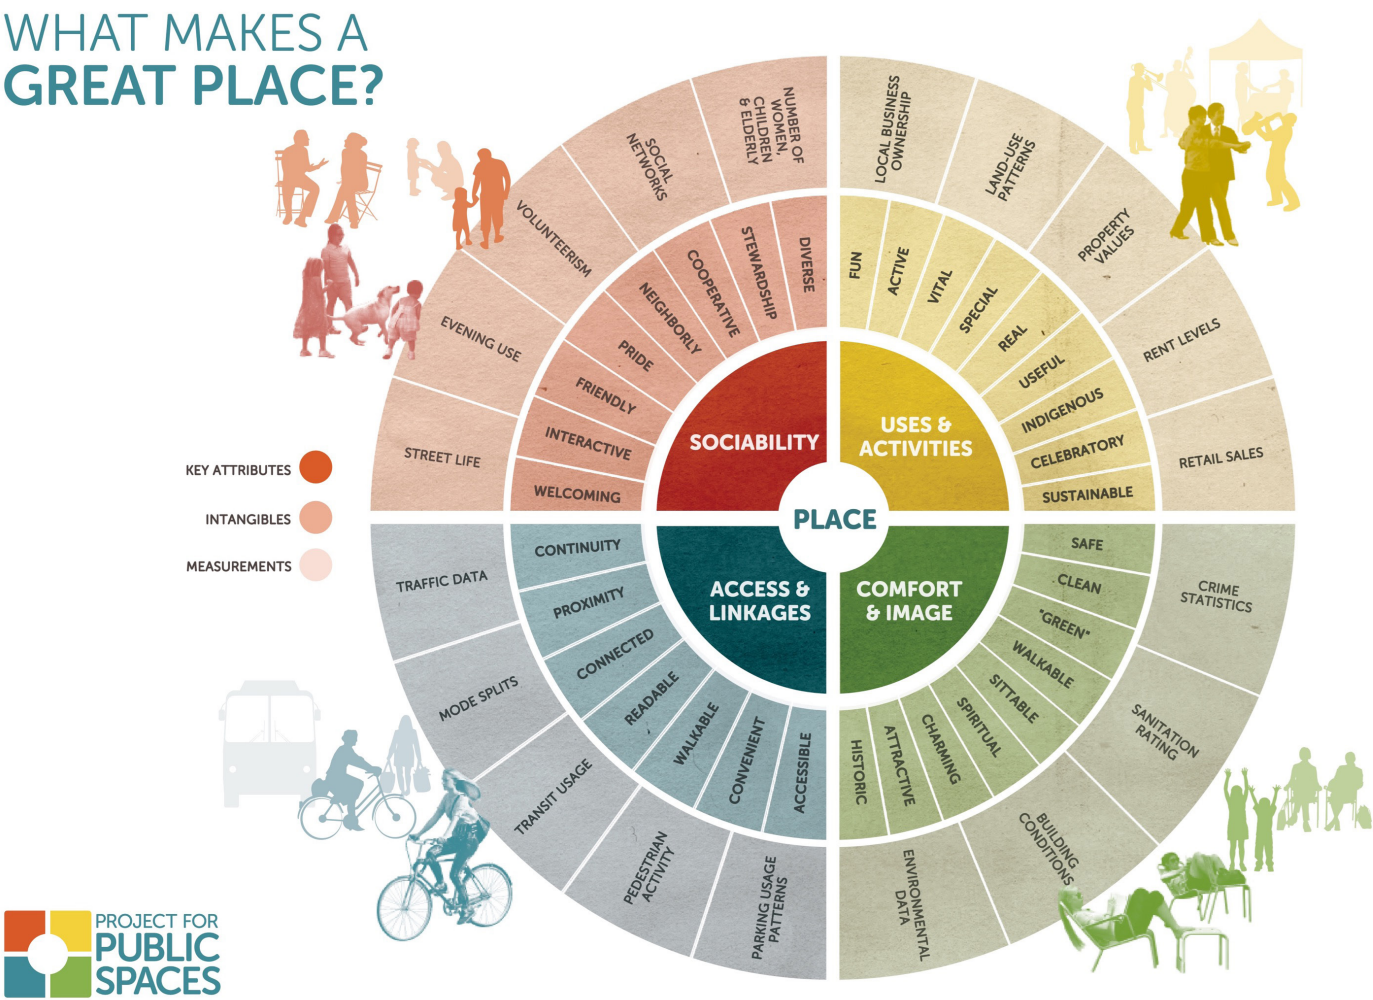 WHAT MAKES A
GREAT PLACE?
KEY ATTRIBUTES
INTANGIBLES
MEASUREMENTS
PLACE
SOCIABILITY
USES &
ACTIVITIES
ACCESS &
LINKAGES
COMFORT
& IMAGE
WELCOMING
INTERACTIVE
FRIENDLY
PRIDE
NEIGHBORLY
COOPERATIVE
STEWARDSHIP
DIVERSE
STREET LIFE
EVENING USE
VOLUNTEERISM
SOCIAL
NETWORKS
NUMBER OF
WOMEN,
CHILDREN
& ELDERLY
FUN
ACTIVE
VITAL
SPECIAL
REAL
USEFUL
INDIGENOUS
CELEBRATORY
SUSTAINABLE
LOCAL BUSINESS
OWNERSHIP
LAND-USE
PATTERNS
PROPERTY
VALUES
RENT LEVELS
RETAIL SALES
SAFE
CLEAN
"GREEN"
WALKABLE
SITTABLE
SPIRITUAL
CHARMING
ATTRACTIVE
HISTORIC
CRIME
STATISTICS
SANITATION
RATING
BUILDING
CONDITIONS
ENVIRONMENTAL
DATA
CONTINUITY
PROXIMITY
CONNECTED
READABLE
WALKABLE
CONVENIENT
ACCESSIBLE
TRAFFIC DATA
MODE SPLITS
TRANSIT USAGE
PEDESTRIAN
ACTIVITY
PARKING USAGE
PATTERNS
PROJECT FOR
PUBLIC
SPACES